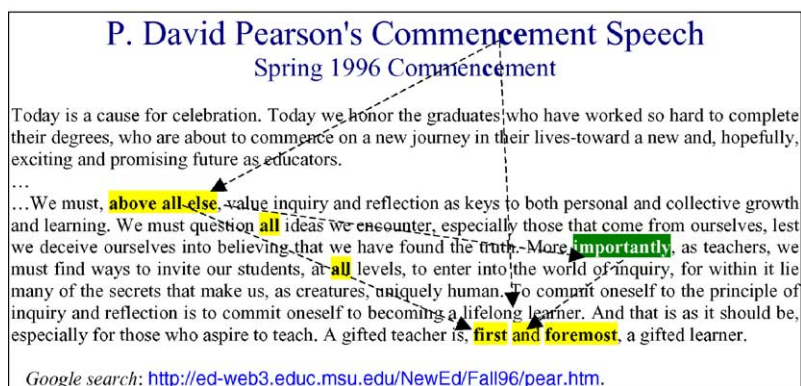 P. David Pearson's Commencement Speech
Spring 1996 Commencement
Today is a cause for celebration. Today we honor the graduates who have worked so hard to complete
their degrees, who are about to commence on a new journey in their lives-toward a new and, hopefully,
exciting and promising future as educators.
…
…We must, above all else, value inquiry and reflection as keys to both personal and collective growth
and learning. We must question all ideas we encounter, especially those that come from ourselves, lest
we deceive ourselves into believing that we have found the truth. More importantly, as teachers, we
must find ways to invite our students, at all levels, to enter into the world of inquiry, for within it lie
many of the secrets that make us, as creatures, uniquely human. To commit oneself to the principle of
inquiry and reflection is to commit oneself to becoming a lifelong learner. And that is as it should be,
especially for those who aspire to teach. A gifted teacher is, first and foremost, a gifted learner.
Google search: http://ed-web3.educ.msu.edu/NewEd/Fall96/pear.htm.